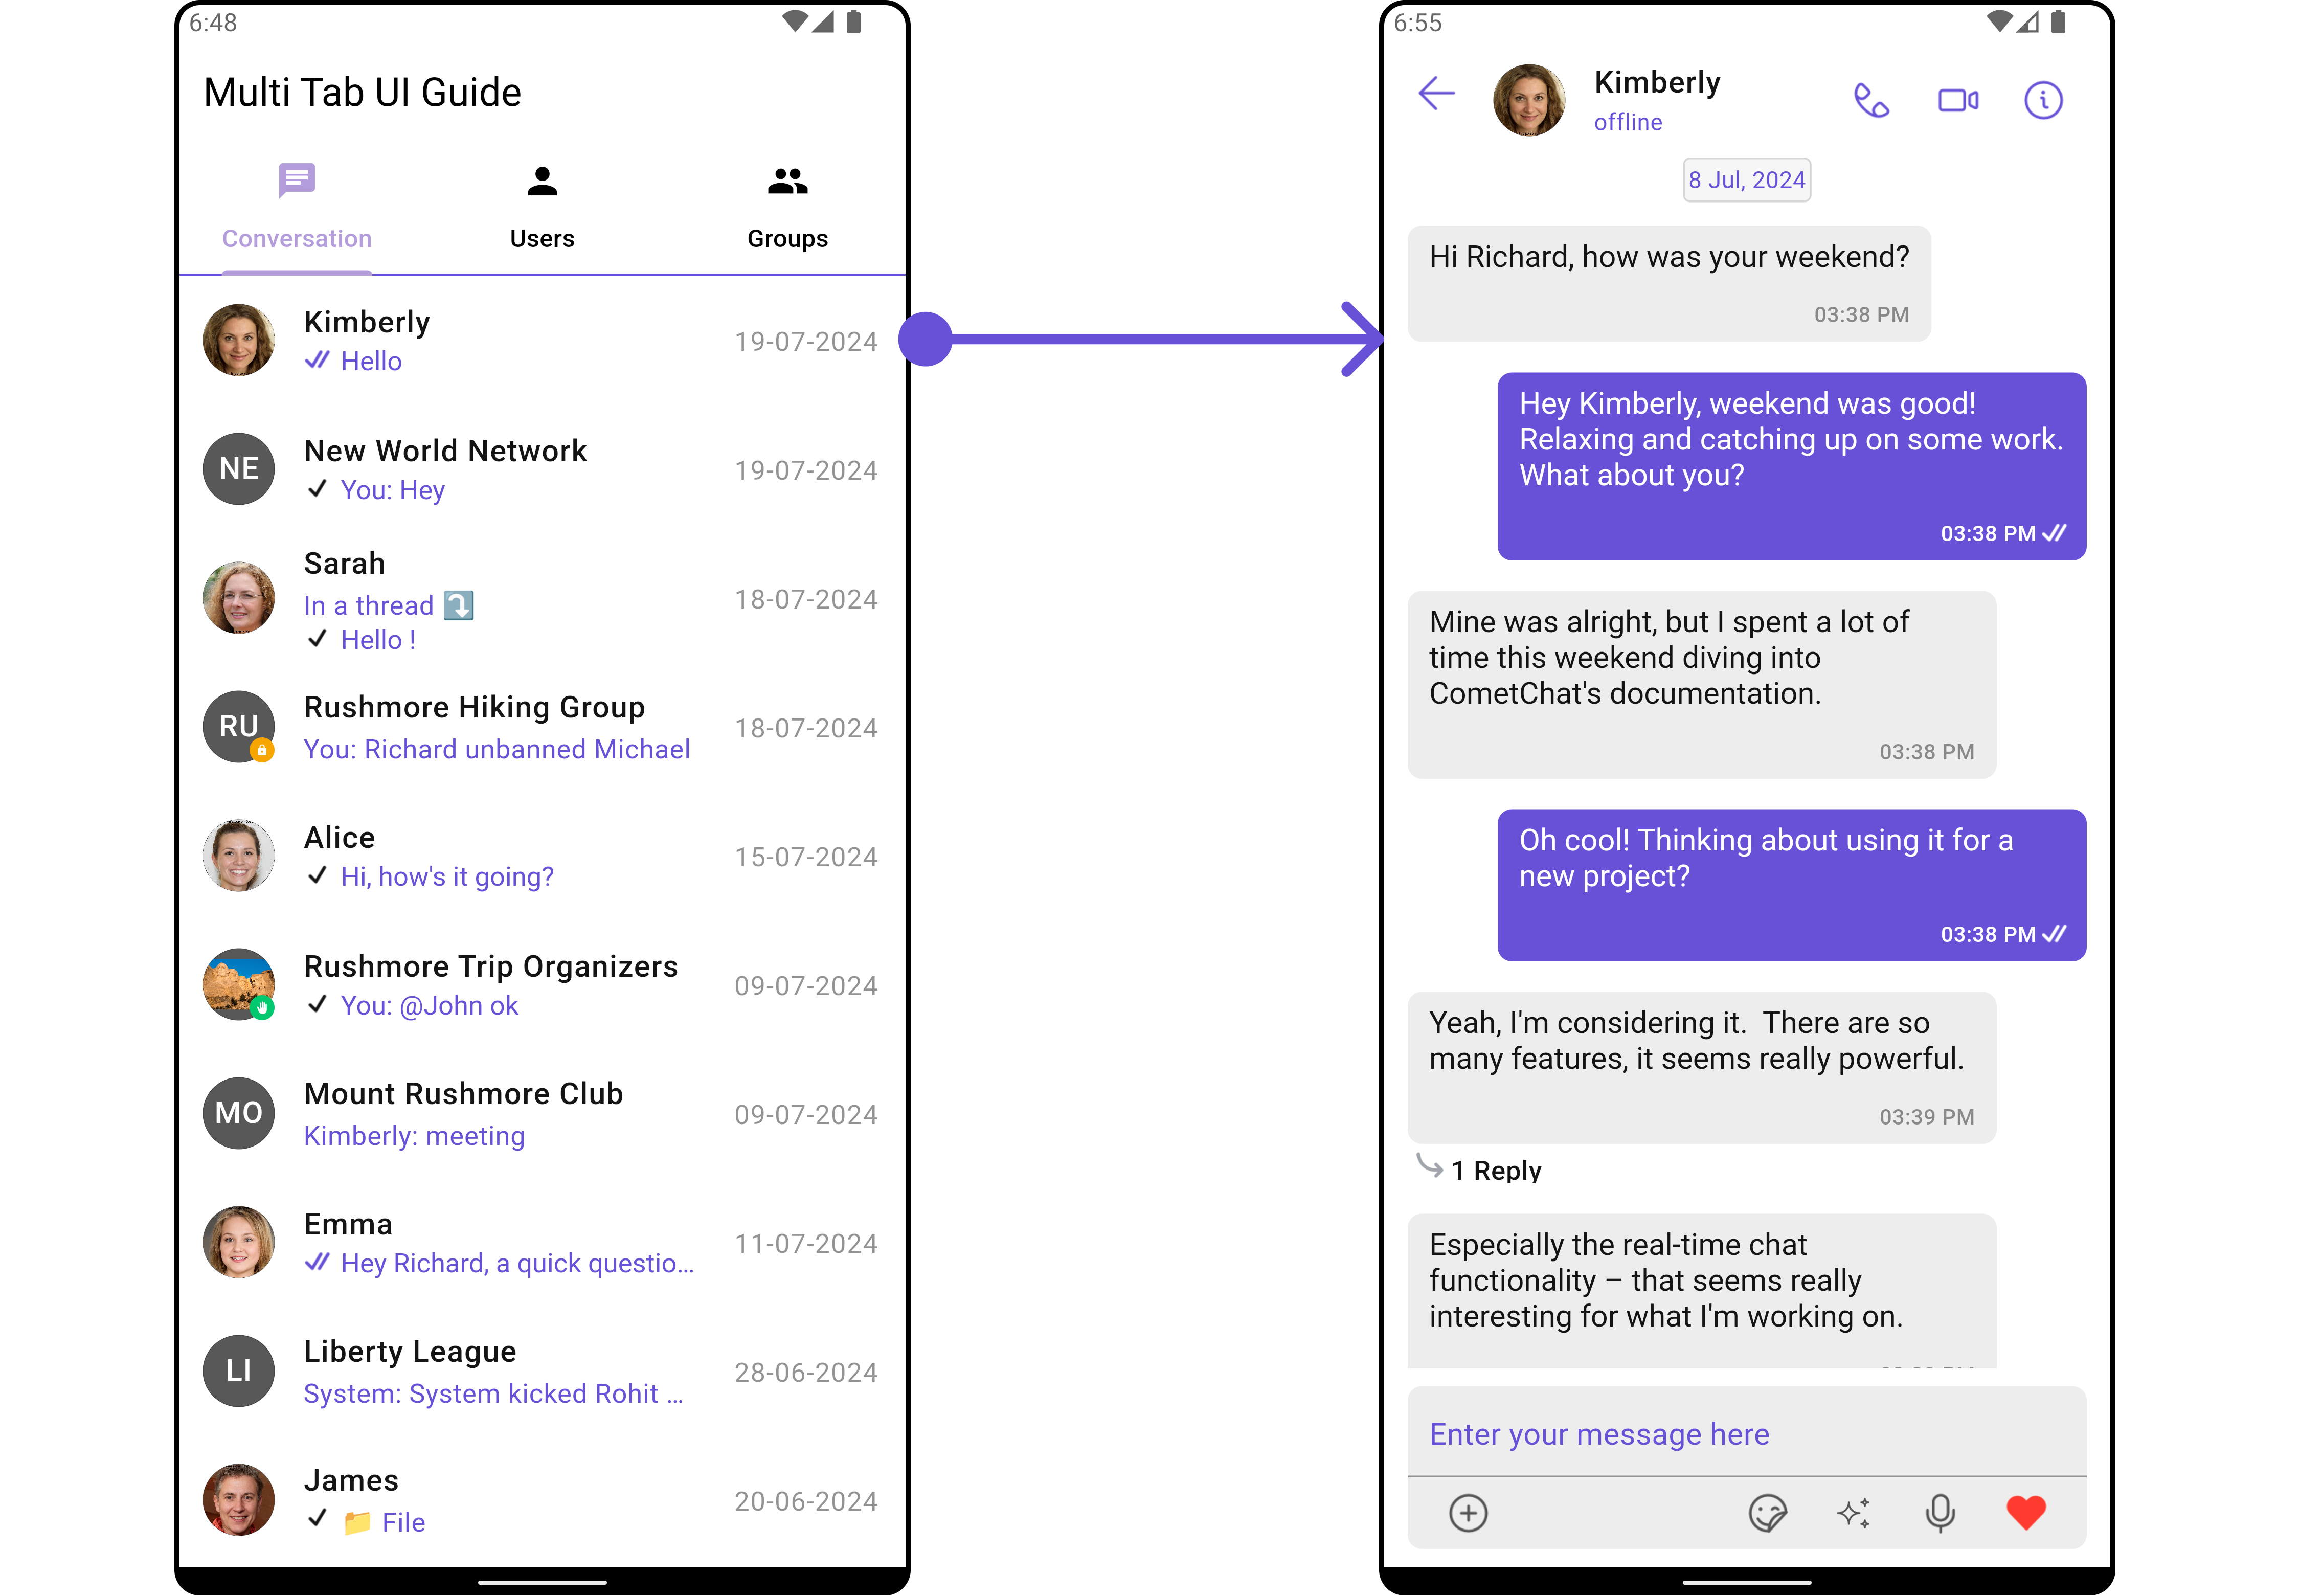 6:48
Multi Tab UI Guide
Conversation
Users
Groups
Kimberly
Hello
19-07-2024
NE
New World Network
You: Hey
19-07-2024
Sarah
In a thread ⤵️
Hello !
18-07-2024
RU
Rushmore Hiking Group
You: Richard unbanned Michael
18-07-2024
Alice
Hi, how's it going?
15-07-2024
Rushmore Trip Organizers
You: @John ok
09-07-2024
MO
Mount Rushmore Club
Kimberly: meeting
09-07-2024
Emma
Hey Richard, a quick questio...
11-07-2024
LI
Liberty League
System: System kicked Rohit ...
28-06-2024
James
📁 File
20-06-2024
6:55
Kimberly
offline
8 Jul, 2024
Hi Richard, how was your weekend?
03:38 PM
Hey Kimberly, weekend was good!
Relaxing and catching up on some work.
What about you?
03:38 PM
Mine was alright, but I spent a lot of
time this weekend diving into
CometChat's documentation.
03:38 PM
Oh cool! Thinking about using it for a
new project?
03:38 PM
Yeah, I'm considering it.  There are so
many features, it seems really powerful.
03:39 PM
1 Reply
Especially the real-time chat
functionality – that seems really
interesting for what I'm working on.
Enter your message here